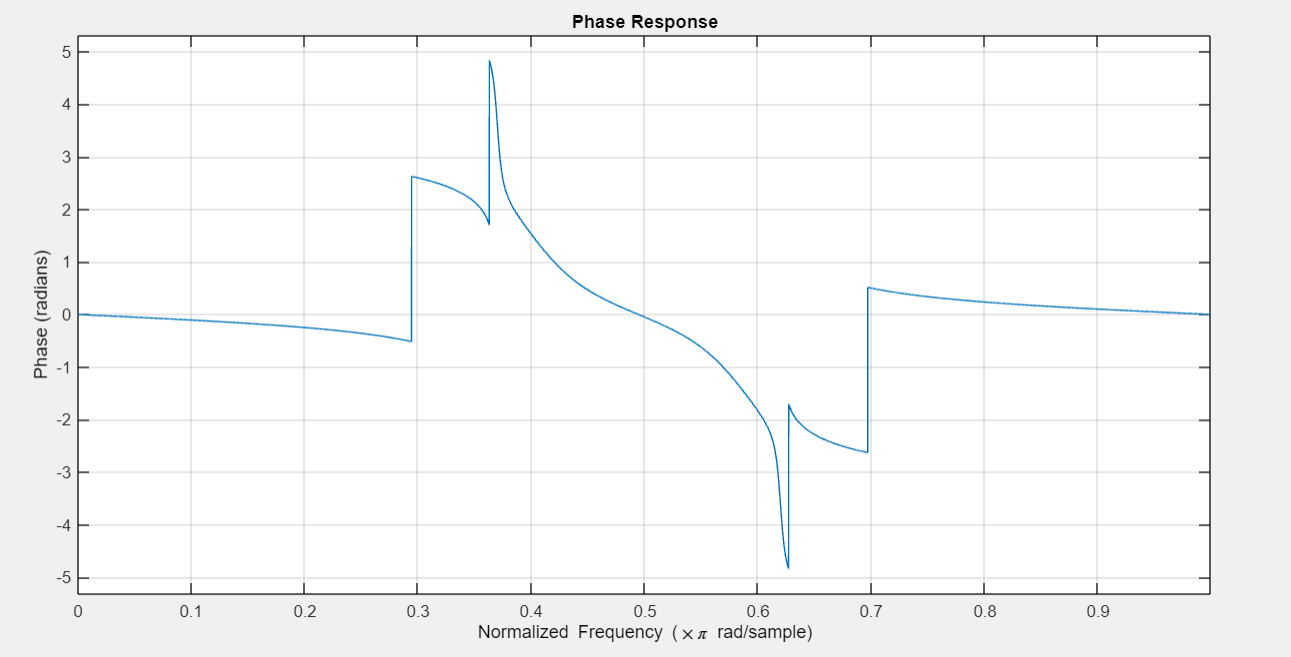 Phase Response
5
4
3
2
1
0
-1
-2
-3
-4
-5
Phase (radians)
0 0.1 0.2 0.3 0.4 0.5 0.6 0.7 0.8 0.9
Normalized Frequency (×π rad/sample)